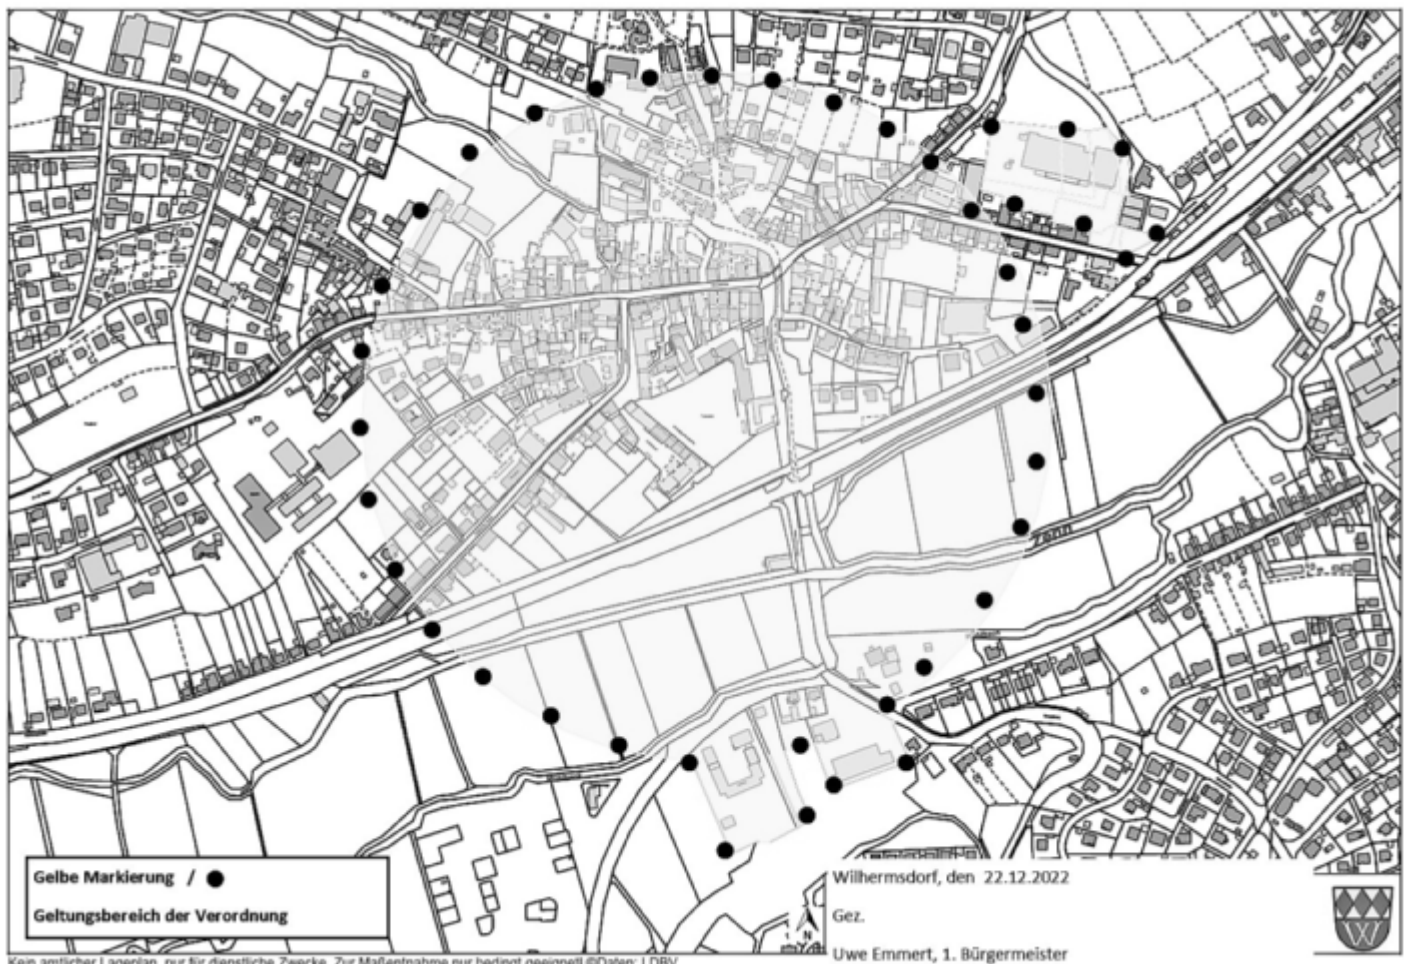 Zenn
Gelbe Markierung / ●
Geltungsbereich der Verordnung
Wilhermsdorf, den 22.12.2022
Gez.
Uwe Emmert, 1. Bürgermeister
N
Kein amtlicher Lageplan, nur für dienstliche Zwecke. Zur Maßentnahme nur bedingt geeignet! ©Daten: LDBV